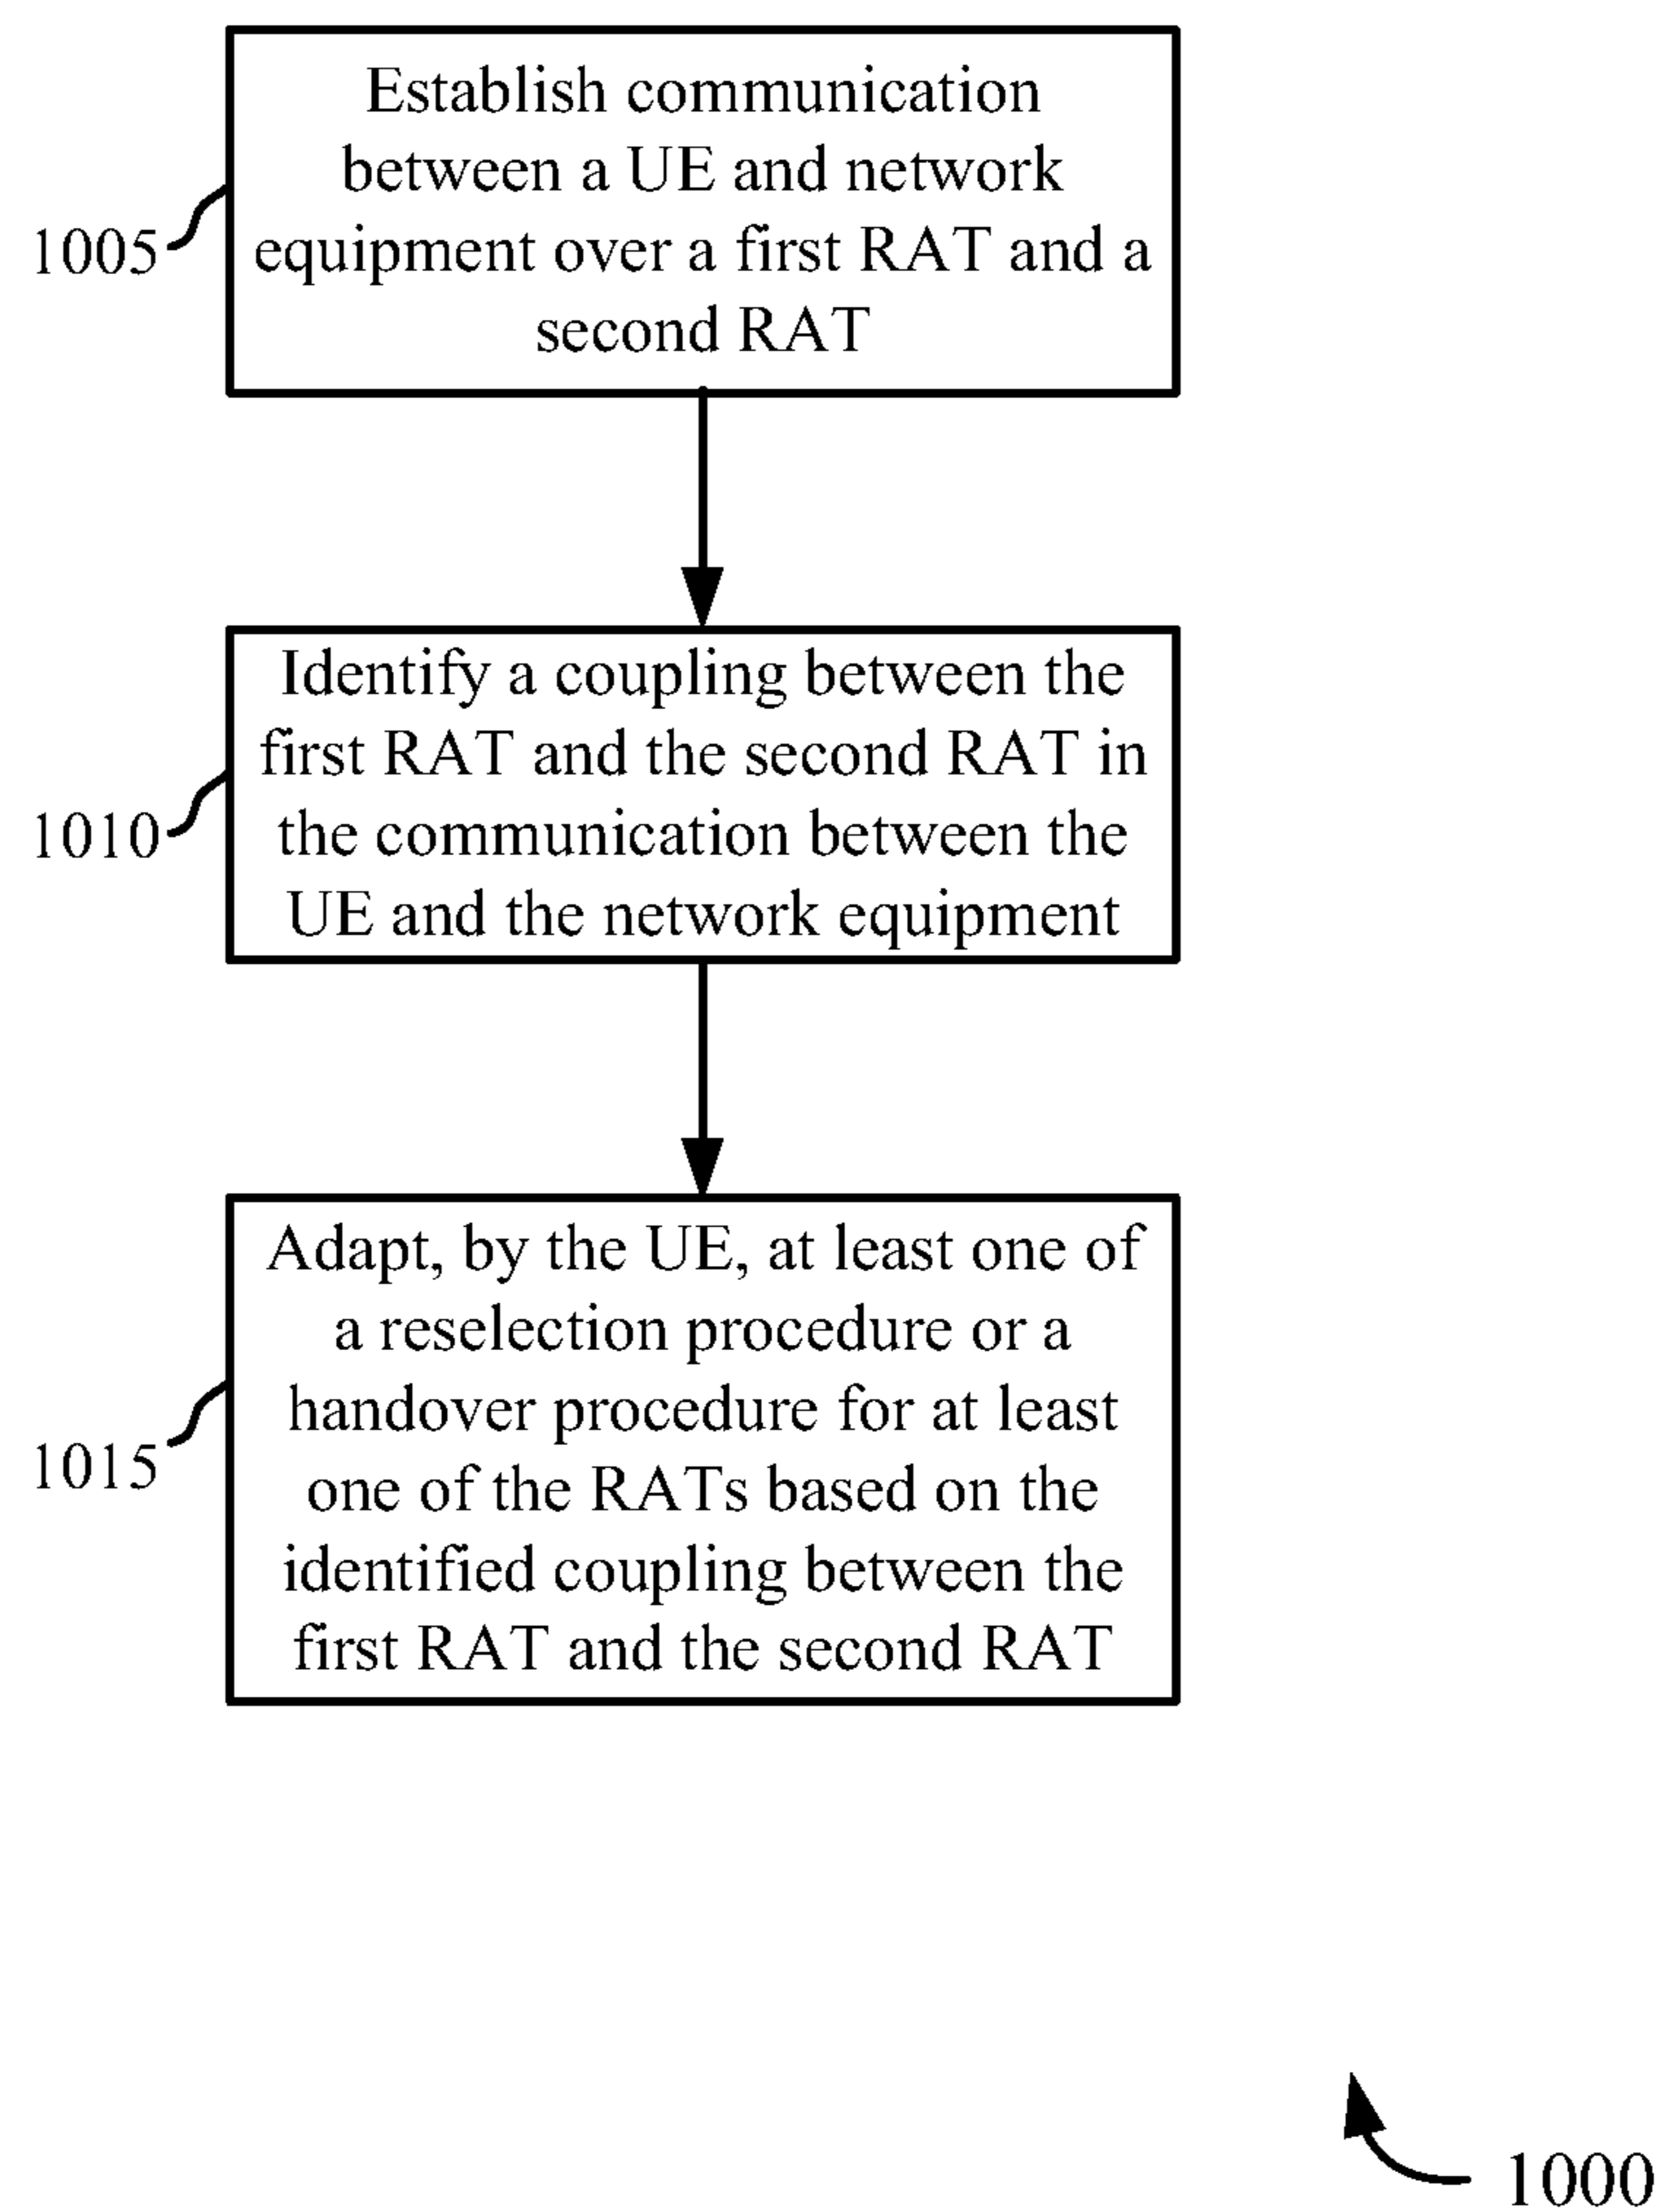 Establish communication
between a UE and network
equipment over a first RAT and a
second RAT
1005
Identify a coupling between the
first RAT and the second RAT in
the communication between the
UE and the network equipment
1010
Adapt, by the UE, at least one of
a reselection procedure or a
handover procedure for at least
one of the RATs based on the
identified coupling between the
first RAT and the second RAT
1015
1000